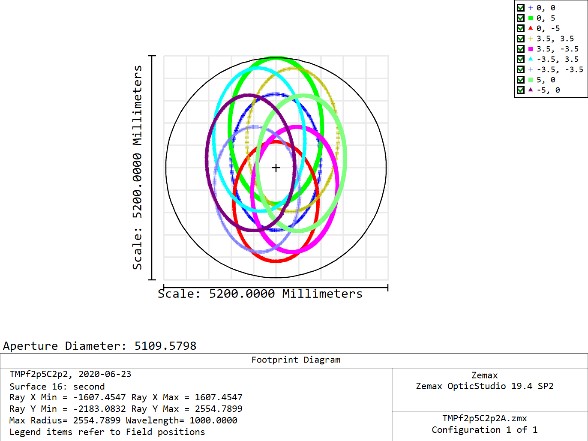 0, 0
0, 5
0, -5
3.5, 3.5
3.5, -3.5
-3.5, 3.5
-3.5, -3.5
5, 0
-5, 0
Scale: 5200.0000 Millimeters
Scale: 5200.0000 Millimeters
Aperture Diameter: 5109.5798
Footprint Diagram
TMPf2p5C2p2, 2020-06-23
Surface 16: second
Ray X Min = -1607.4547 Ray X Max = 1607.4547
Ray Y Min = -2183.0832 Ray Y Max = 2554.7899
Max Radius= 2554.7899 Wavelength= 1000.0000
Legend items refer to Field positions
Zemax
Zemax OpticStudio 19.4 SP2
TMPf2p5C2p2A.zmx
Configuration 1 of 1